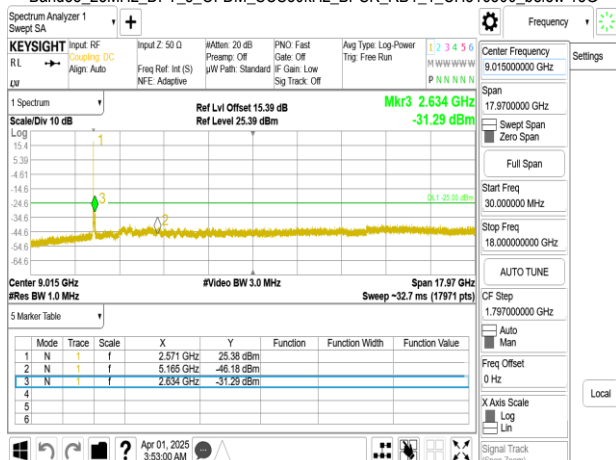 Spectrum Analyzer 1
Swept SA
Frequency
KEYSIGHT
RL
Input: RF
Coupling: DC
Align: Auto
Input Z: 50 Ω
Freq Ref: Int (S)
NFE: Adaptive
#Atten: 20 dB
Preamp: Off
µW Path: Standard
PNO: Fast
Gate: Off
IF Gain: Low
Sig Track: Off
Avg Type: Log-Power
Trig: Free Run
1 2 3 4 5 6
M W W W W W
P N N N N N
1 Spectrum
Scale/Div 10 dB
Ref Lvl Offset 15.39 dB
Ref Level 25.39 dBm
Mkr3 2.634 GHz
-31.29 dBm
Log
15.4
5.39
-4.61
-14.6
-24.6
-34.6
-44.6
-54.6
-64.6
1
3
2
DL1 -25.00 dBm
Center 9.015 GHz
#Video BW 3.0 MHz
Span 17.97 GHz
#Res BW 1.0 MHz
Sweep ~32.7 ms (17971 pts)
5 Marker Table
Mode Trace Scale X Y Function Function Width Function Value
1 N 1 f 2.571 GHz 25.38 dBm
2 N 1 f 5.165 GHz -46.18 dBm
3 N 1 f 2.634 GHz -31.29 dBm
4
5
6
Apr 01, 2025
3:53:00 AM
Center Frequency
9.015000000 GHz
Settings
Span
17.9700000 GHz
Swept Span
Zero Span
Full Span
Start Freq
30.000000 MHz
Stop Freq
18.000000000 GHz
AUTO TUNE
CF Step
1.797000000 GHz
Auto
Man
Freq Offset
0 Hz
X Axis Scale
Log
Lin
Local
Signal Track
(Span Zoom)